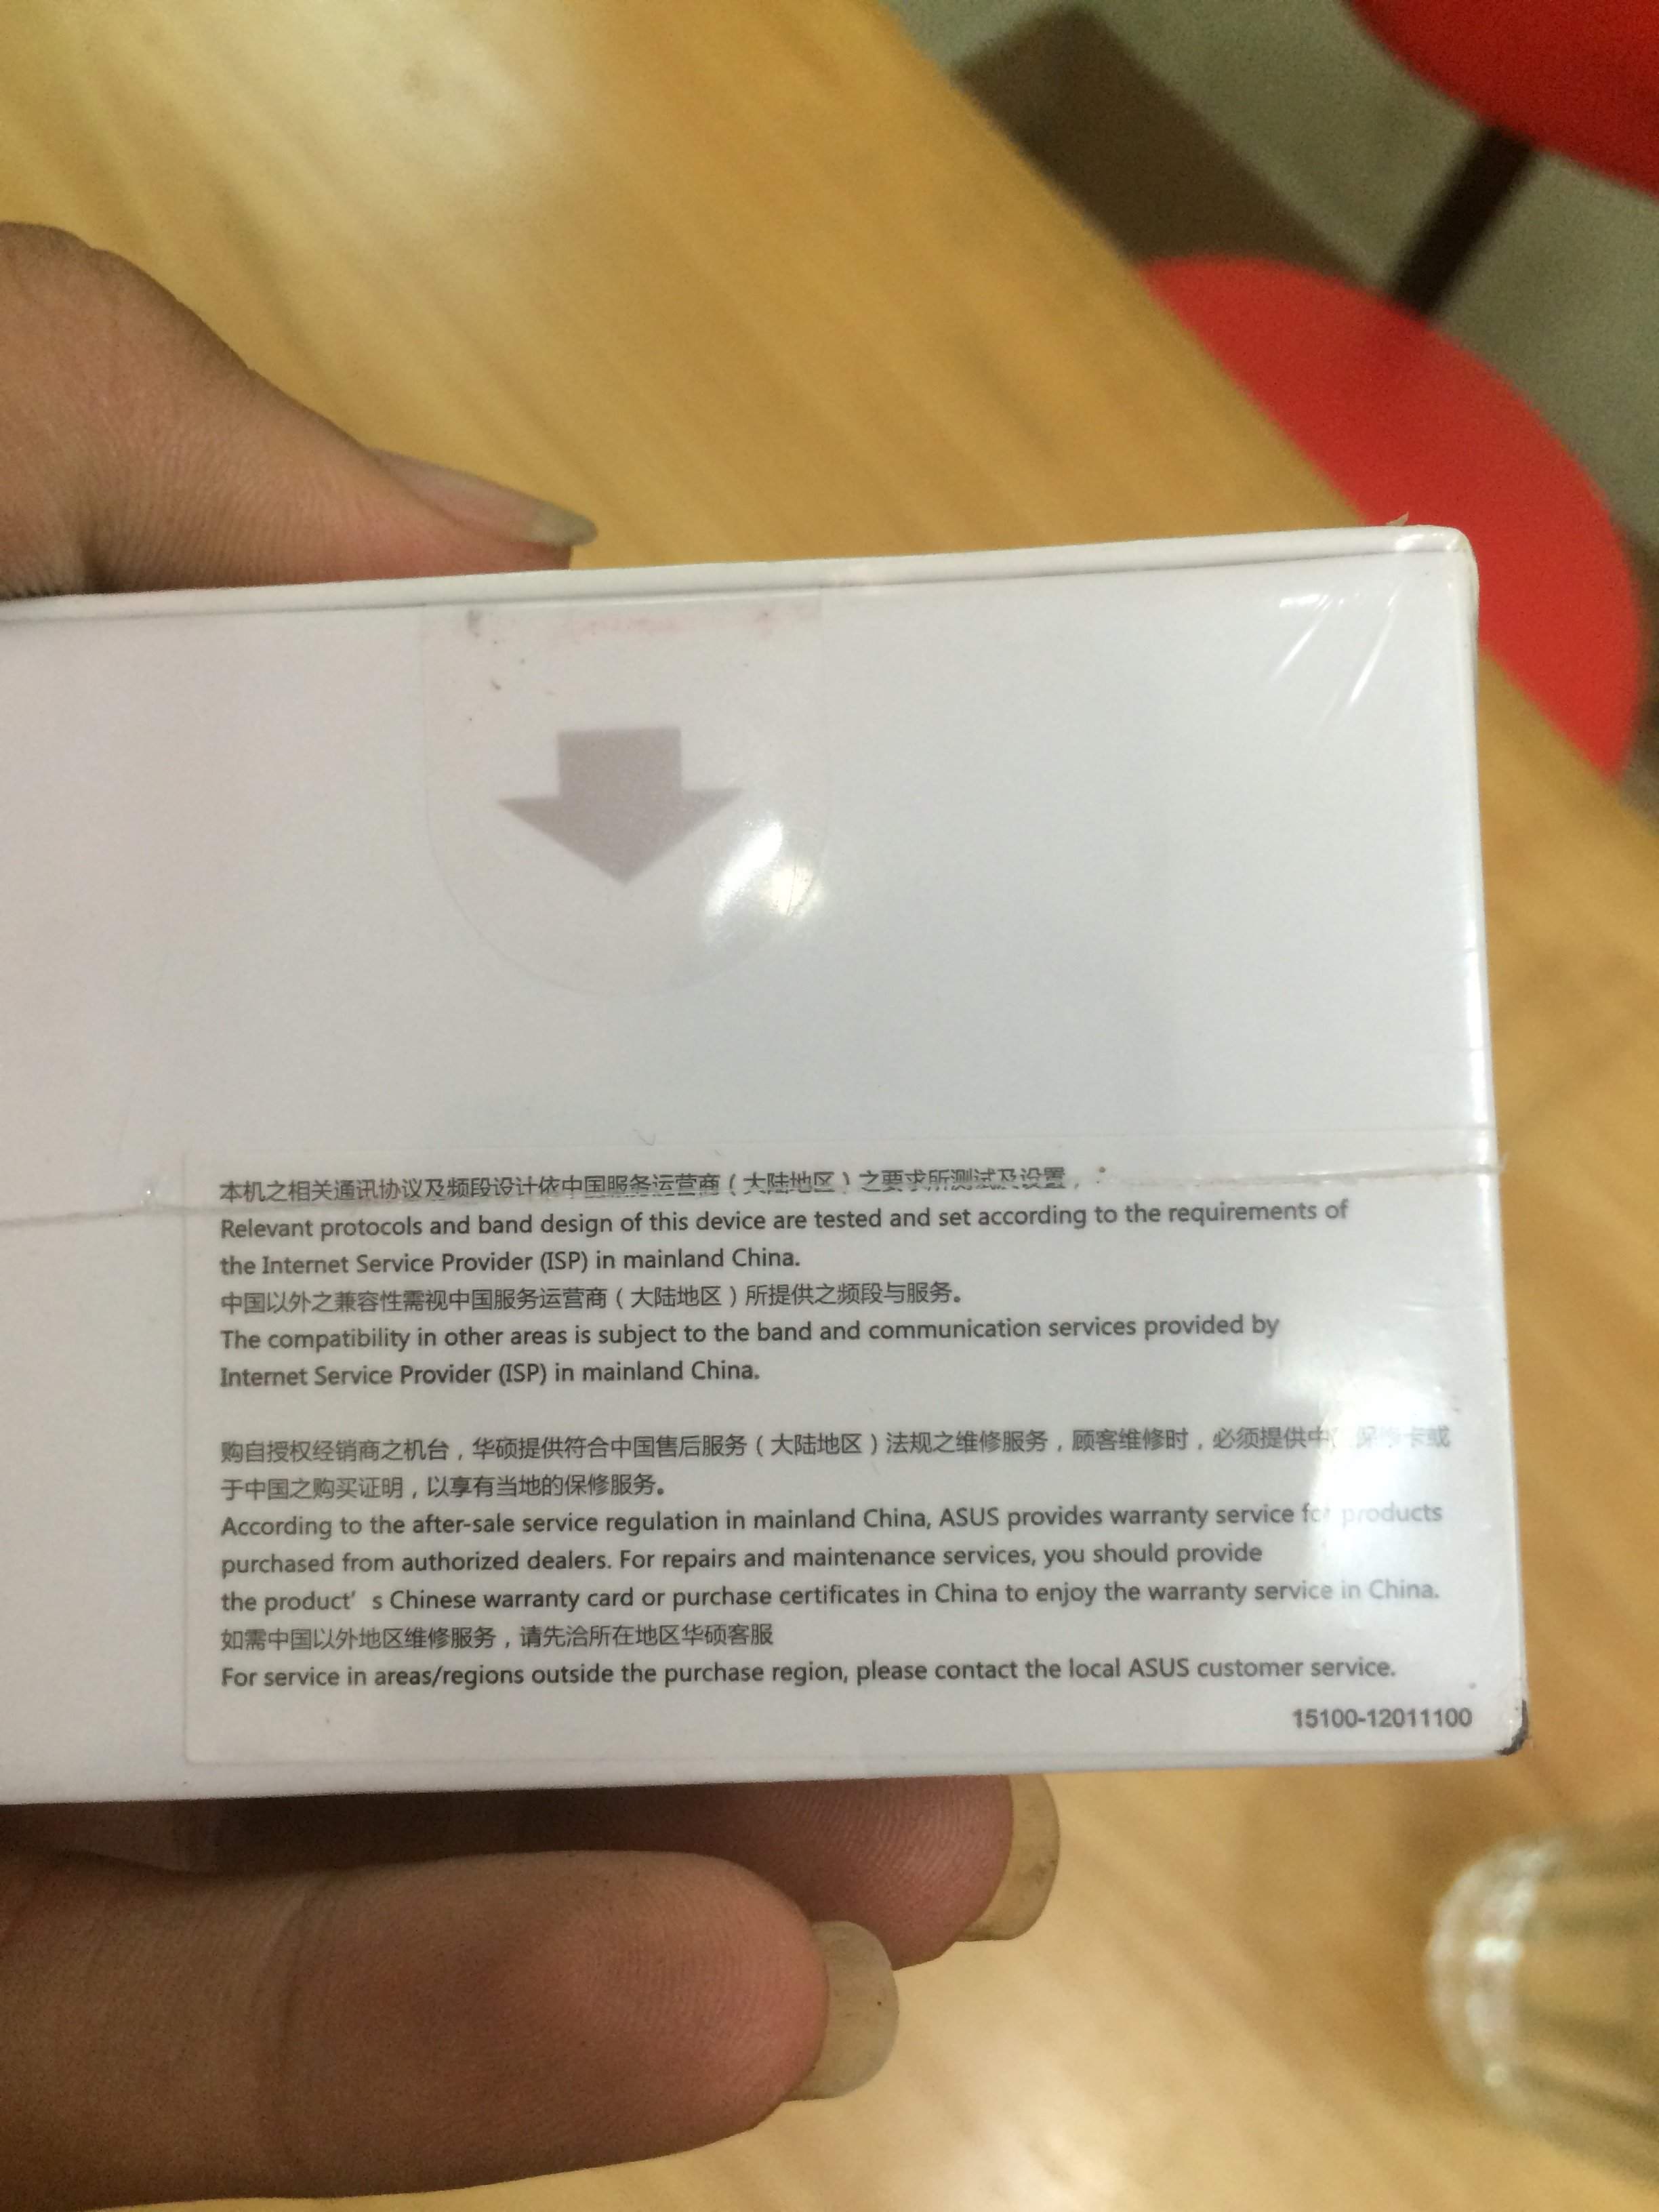 本机之相关通讯协议及频段设计依中国服务运营商（大陆地区）之要求所测试及设置，
Relevant protocols and band design of this device are tested and set according to the requirements of
the Internet Service Provider (ISP) in mainland China.
中国以外之兼容性需视中国服务运营商（大陆地区）所提供之频段与服务。
The compatibility in other areas is subject to the band and communication services provided by
Internet Service Provider (ISP) in mainland China.
购自授权经销商之机台，华硕提供符合中国售后服务（大陆地区）法规之维修服务，顾客维修时，必须提供中 保修卡或
于中国之购买证明，以享有当地的保修服务。
According to the after-sale service regulation in mainland China, ASUS provides warranty service for products
purchased from authorized dealers. For repairs and maintenance services, you should provide
the product’ s Chinese warranty card or purchase certificates in China to enjoy the warranty service in China.
如需中国以外地区维修服务，请先洽所在地区华硕客服
For service in areas/regions outside the purchase region, please contact the local ASUS customer service.
15100-12011100